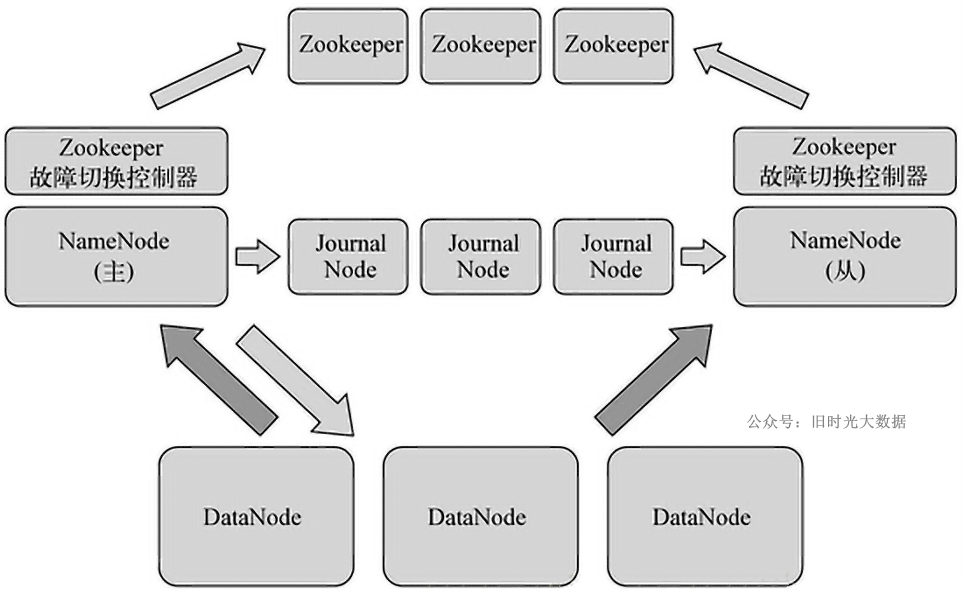 Zookeeper
Zookeeper
Zookeeper
Zookeeper
故障切换控制器
Zookeeper
故障切换控制器
NameNode
(主)
Journal
Node
Journal
Node
Journal
Node
NameNode
(从)
公众号：旧时光大数据
DataNode
DataNode
DataNode